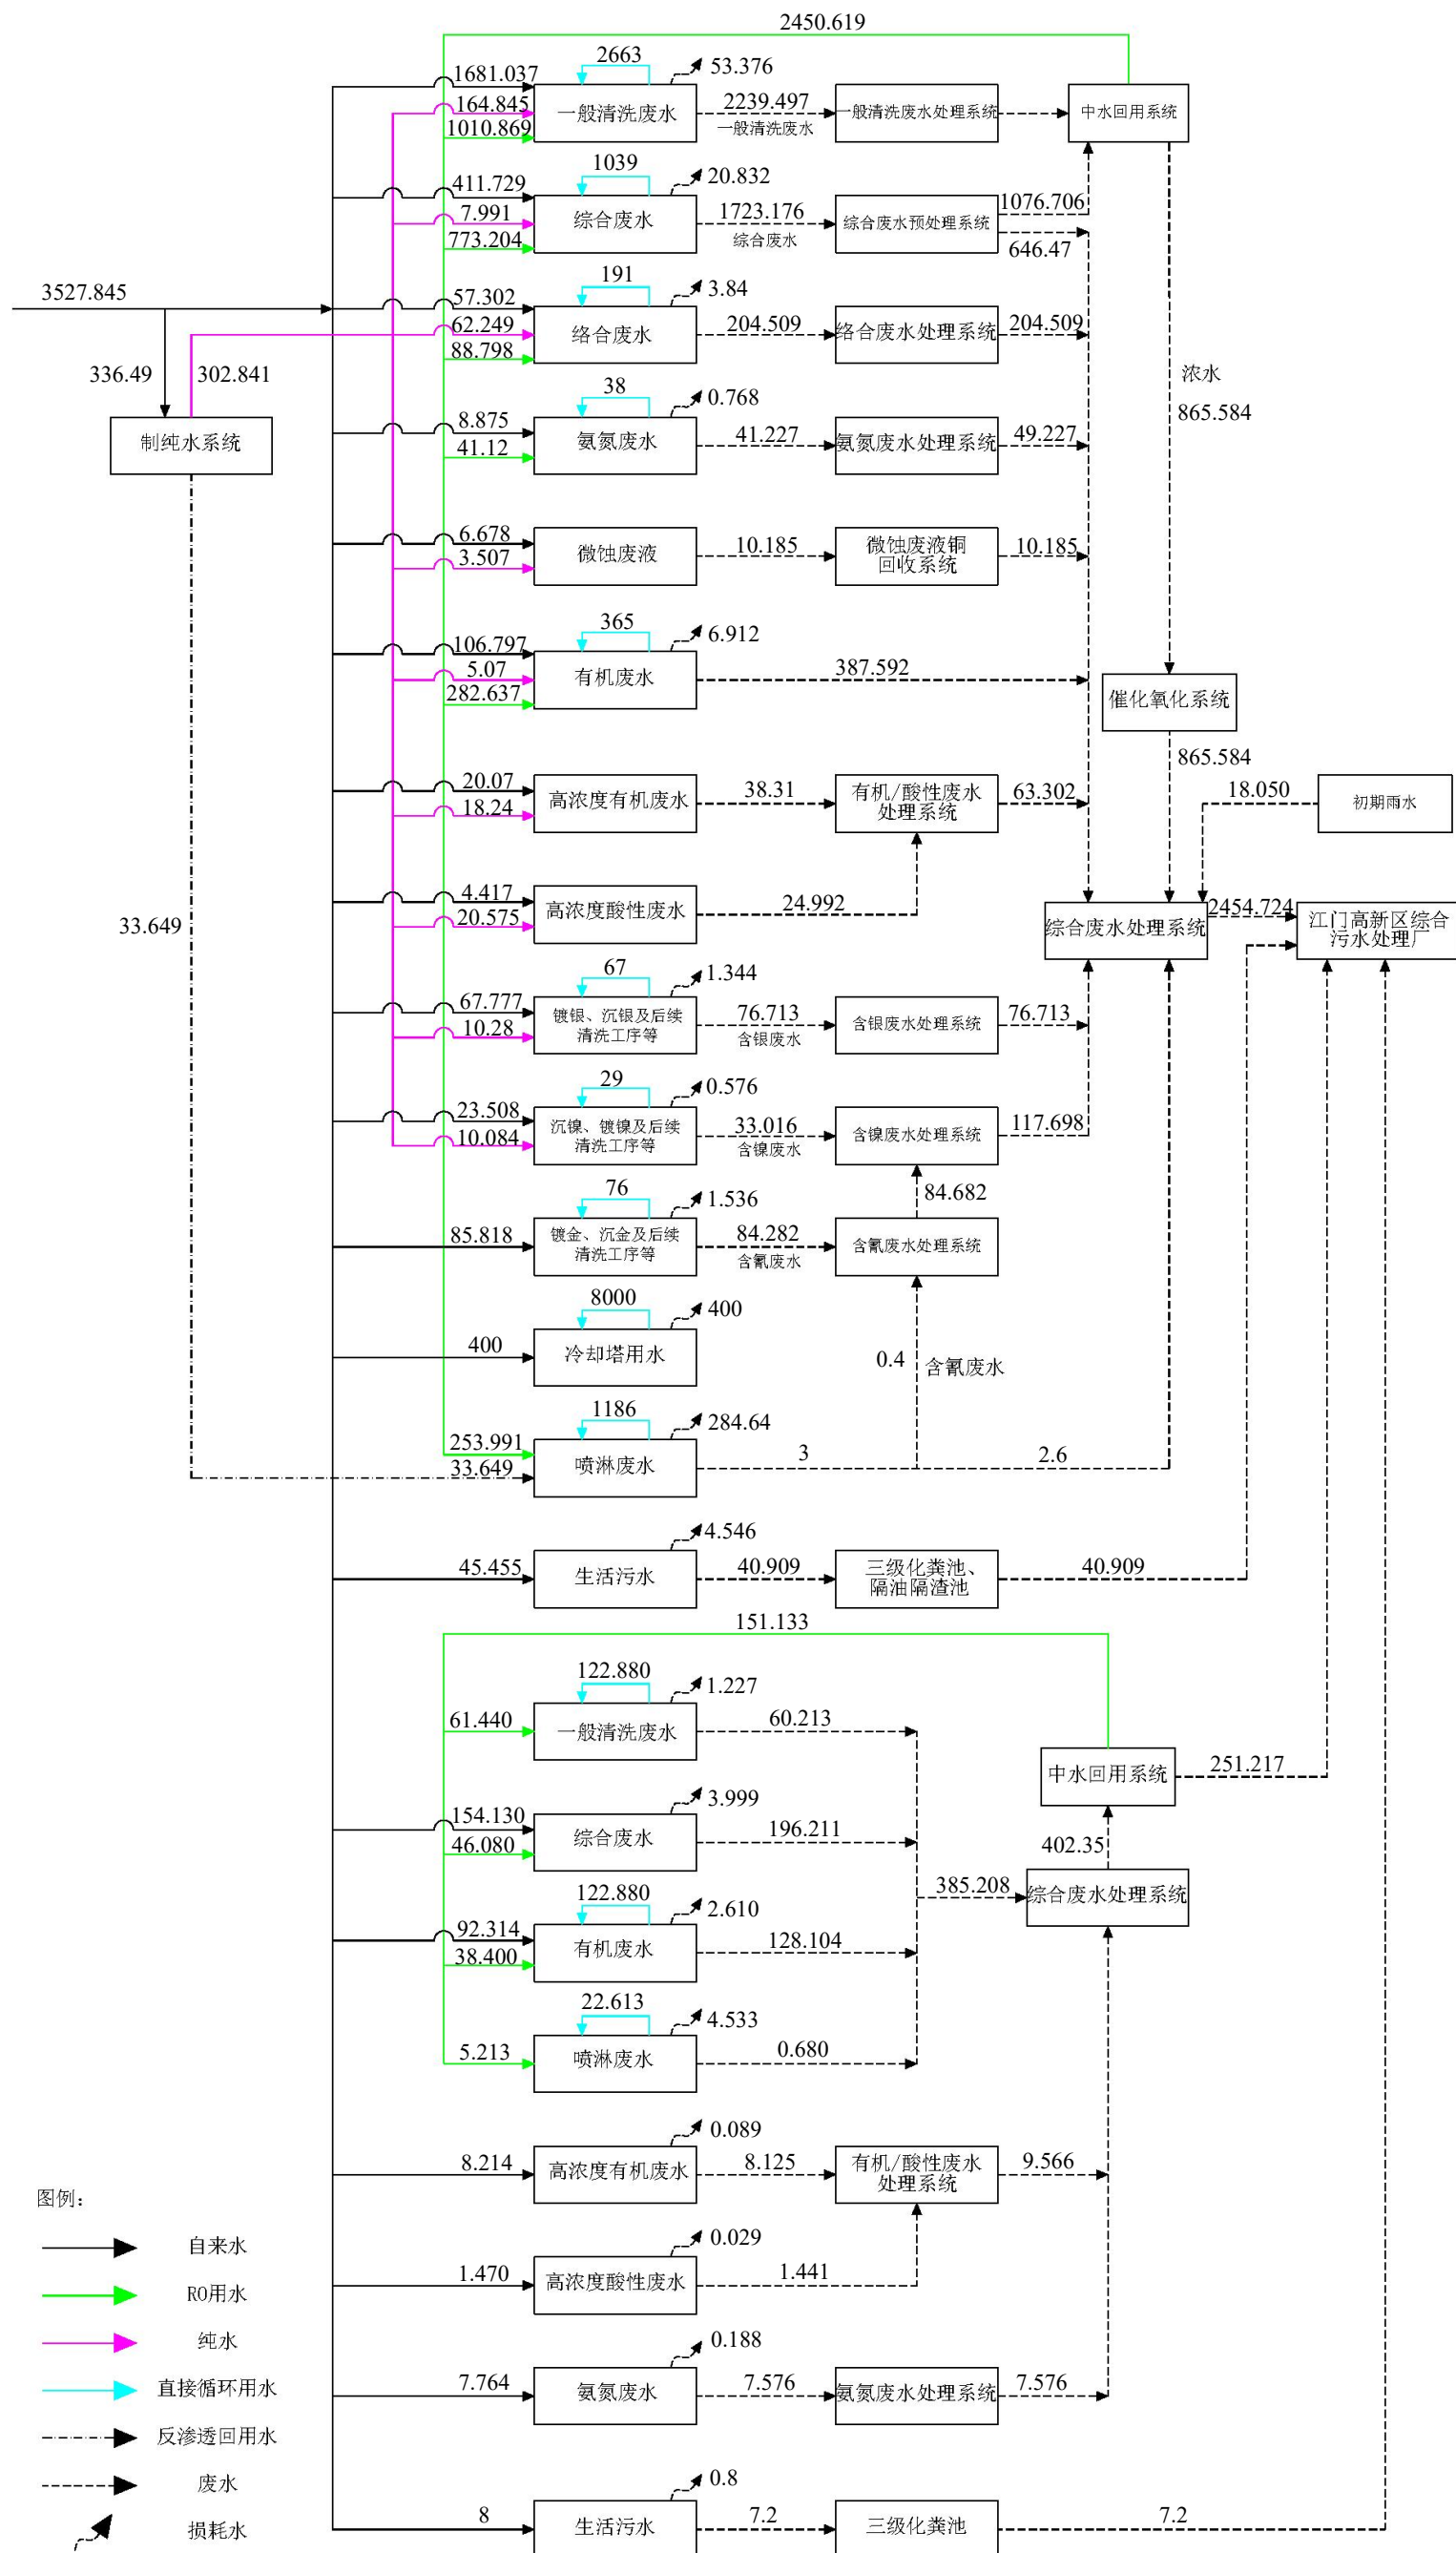 2450.619
1681.037
164.845
1010.869
2663
53.376
一般清洗废水
2239.497
一般清洗废水
一般清洗废水处理系统
中水回用系统
411.729
7.991
773.204
1039
20.832
综合废水
1723.176
综合废水
综合废水预处理系统
1076.706
646.47
3527.845
57.302
62.249
88.798
191
3.84
络合废水
204.509
络合废水处理系统
204.509
336.49
302.841
制纯水系统
浓水
865.584
8.875
41.12
38
0.768
氨氮废水
41.227
氨氮废水处理系统
49.227
6.678
3.507
微蚀废液
10.185
微蚀废液铜
回收系统
10.185
106.797
5.07
282.637
365
6.912
有机废水
387.592
催化氧化系统
865.584
20.07
18.24
高浓度有机废水
38.31
有机/酸性废水
处理系统
63.302
18.050
初期雨水
33.649
4.417
20.575
高浓度酸性废水
24.992
综合废水处理系统
2454.724
江门高新区综合
污水处理厂
67.777
10.28
67
1.344
镀银、沉银及后续
清洗工序等
76.713
含银废水
含银废水处理系统
76.713
23.508
10.084
29
0.576
沉镍、镀镍及后续
清洗工序等
33.016
含镍废水
含镍废水处理系统
117.698
84.682
85.818
76
1.536
镀金、沉金及后续
清洗工序等
84.282
含氰废水
含氰废水处理系统
400
8000
400
冷却塔用水
0.4
含氰废水
253.991
33.649
1186
284.64
喷淋废水
3
2.6
45.455
4.546
生活污水
40.909
三级化粪池、
隔油隔渣池
40.909
151.133
61.440
122.880
1.227
一般清洗废水
60.213
中水回用系统
251.217
154.130
46.080
3.999
综合废水
196.211
402.35
385.208
综合废水处理系统
92.314
38.400
122.880
2.610
有机废水
128.104
5.213
22.613
4.533
喷淋废水
0.680
8.214
0.089
高浓度有机废水
8.125
有机/酸性废水
处理系统
9.566
1.470
0.029
高浓度酸性废水
1.441
7.764
0.188
氨氮废水
7.576
氨氮废水处理系统
7.576
8
0.8
生活污水
7.2
三级化粪池
7.2
图例:
自来水
RO用水
纯水
直接循环用水
反渗透回用水
废水
损耗水